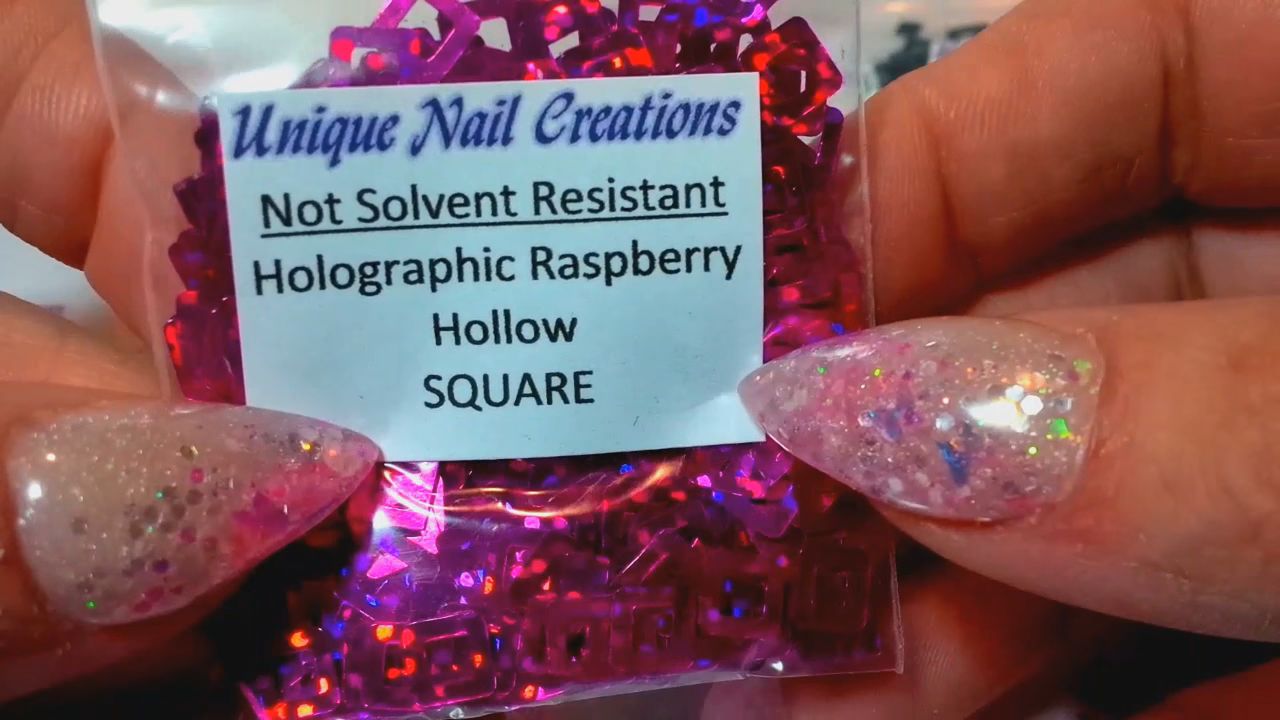 Unique Nail Creations
Not Solvent Resistant
Holographic Raspberry
Hollow
SQUARE